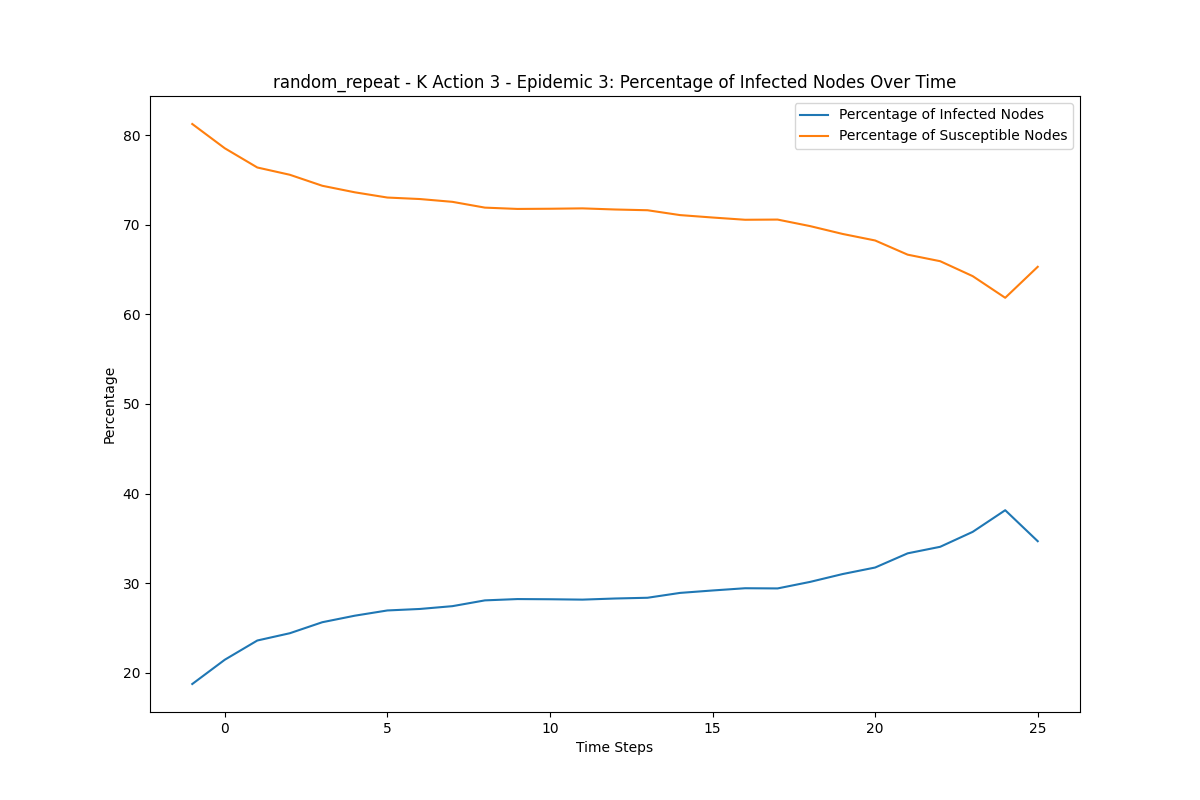 random_repeat - K Action 3 - Epidemic 3: Percentage of Infected Nodes Over Time
Percentage of Infected Nodes
Percentage of Susceptible Nodes
80
70
60
50
40
30
20
Percentage
0 5 10 15 20 25
Time Steps